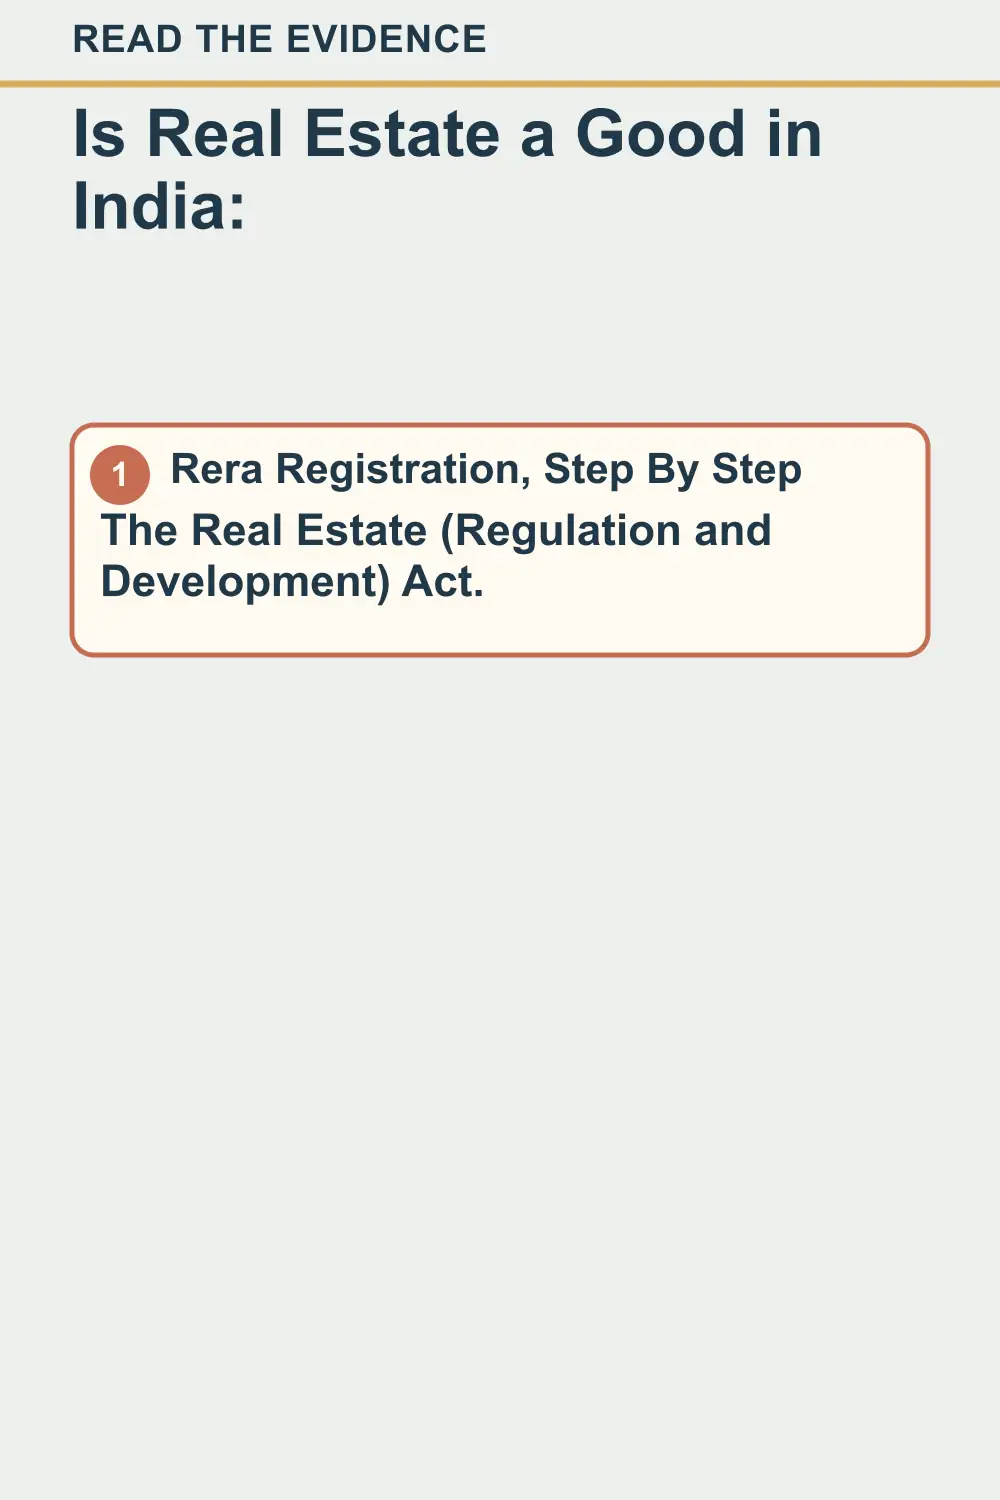 READ THE EVIDENCE
Is Real Estate a Good in
India:
1 Rera Registration, Step By Step
The Real Estate (Regulation and
Development) Act.